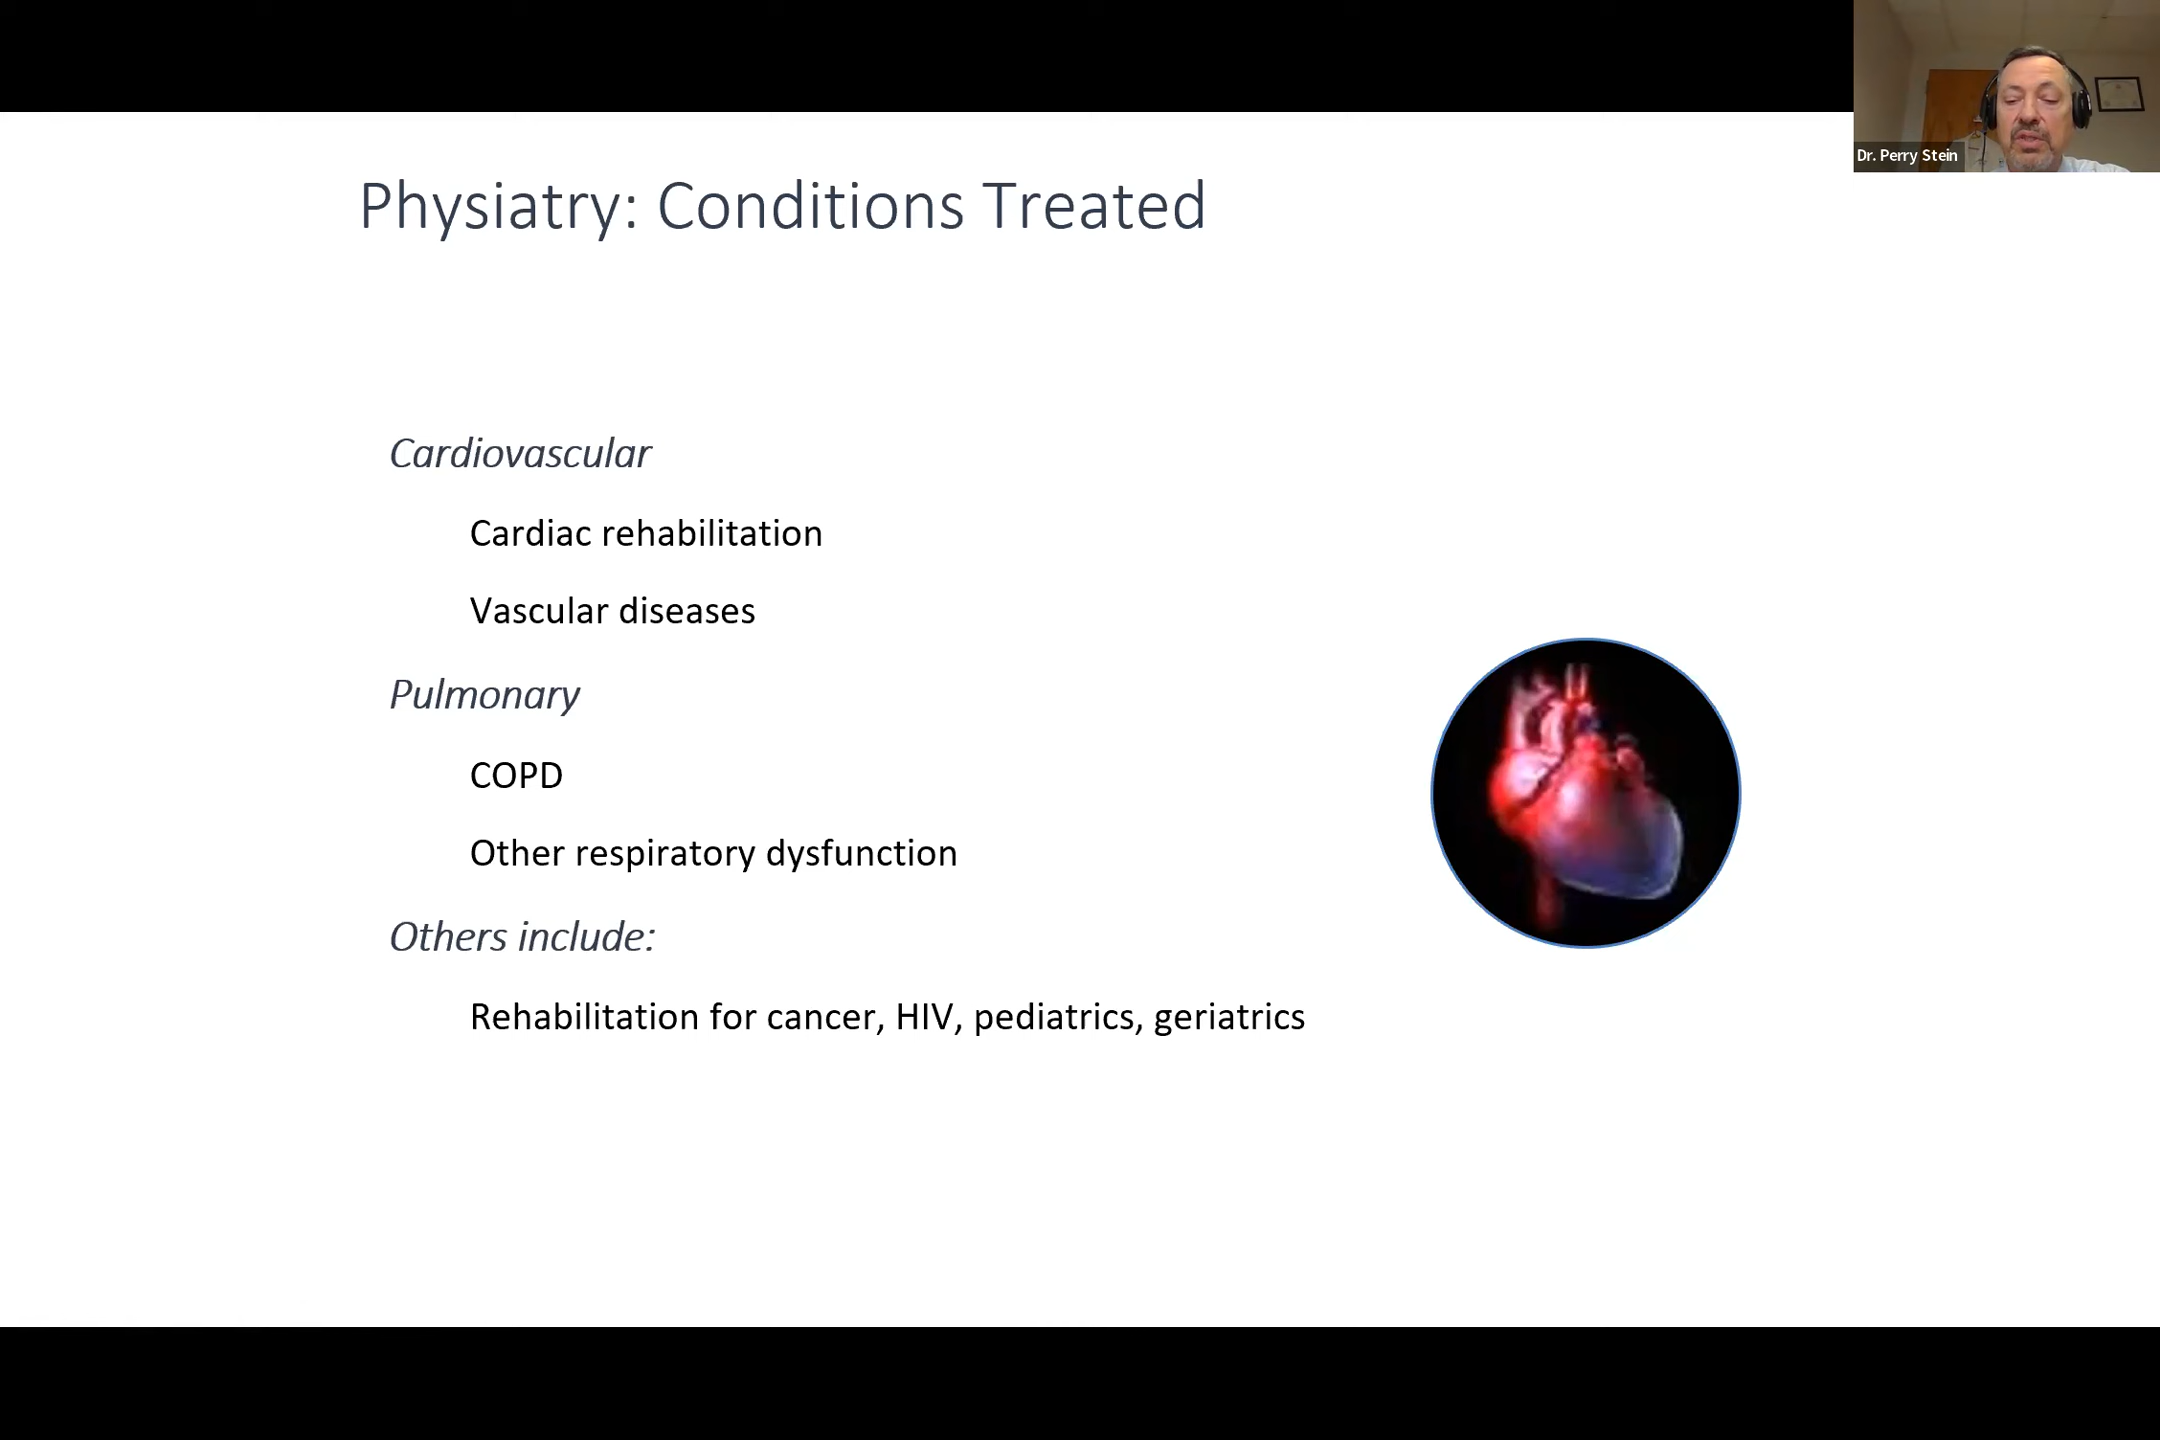 Dr. Perry Stein
Physiatry: Conditions Treated
Cardiovascular
Cardiac rehabilitation
Vascular diseases
Pulmonary
COPD
Other respiratory dysfunction
Others include:
Rehabilitation for cancer, HIV, pediatrics, geriatrics